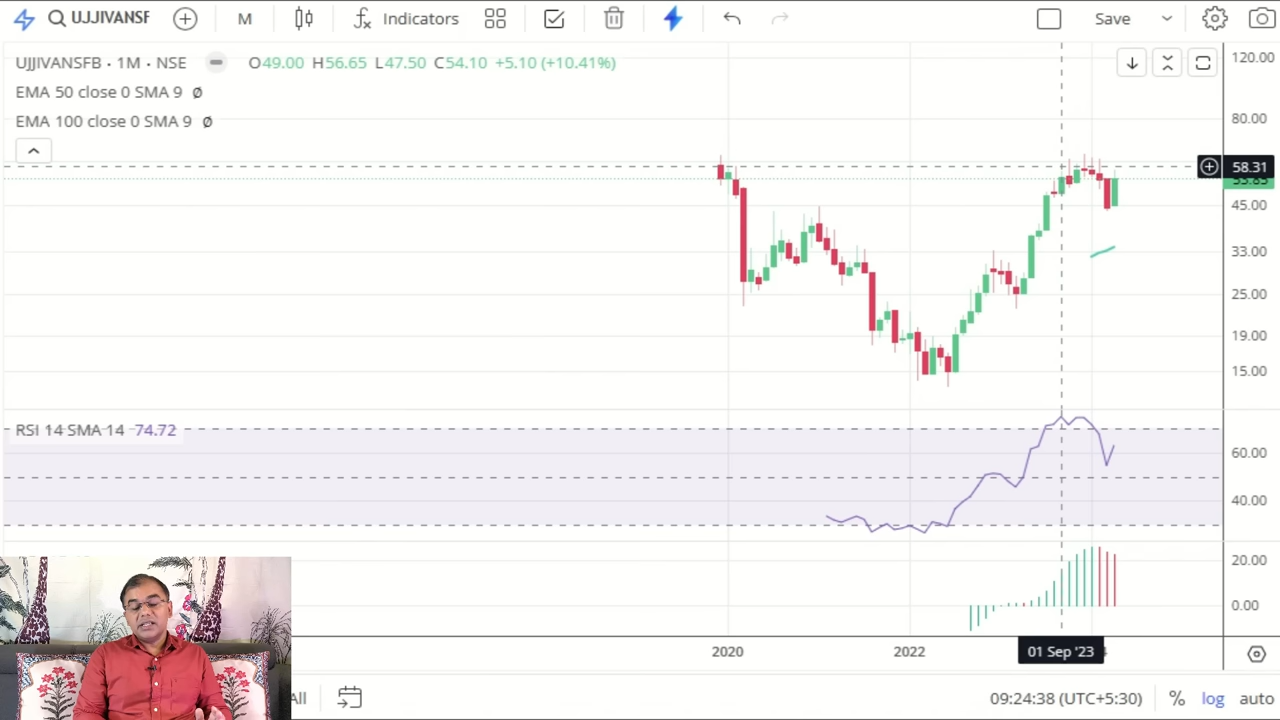 UJJIVANSF M Indicators Save
UJJIVANSFB · 1M · NSE O49.00 H56.65 L47.50 C54.10 +5.10 (+10.41%)
EMA 50 close 0 SMA 9 ∅
EMA 100 close 0 SMA 9 ∅
120.00
80.00
58.31
45.00
33.00
25.00
19.00
15.00
RSI 14 SMA 14 74.72
60.00
40.00
20.00
0.00
2020 2022 01 Sep '23
All 09:24:38 (UTC+5:30) % log auto